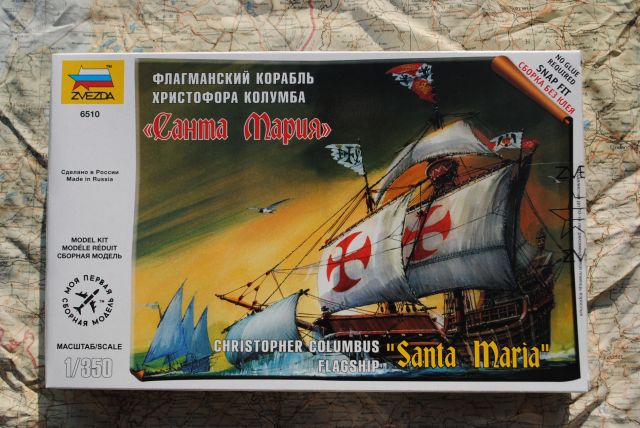 ZVEZDA
6510
ФЛАГМАНСКИЙ КОРАБЛЬ
ХРИСТОФОРА КОЛУМБА
«Санта Мария»
NO GLUE
REQUIRED
SNAP FIT
СБОРКА БЕЗ КЛЕЯ
Сделано в России
Made in Russia
MODEL KIT
MODÈLE RÉDUIT
СБОРНАЯ МОДЕЛЬ
МОЯ ПЕРВАЯ
СБОРНАЯ МОДЕЛЬ
МАСШТАБ/SCALE
1/350
CHRISTOPHER COLUMBUS
FLAGSHIP
"Santa Maria"